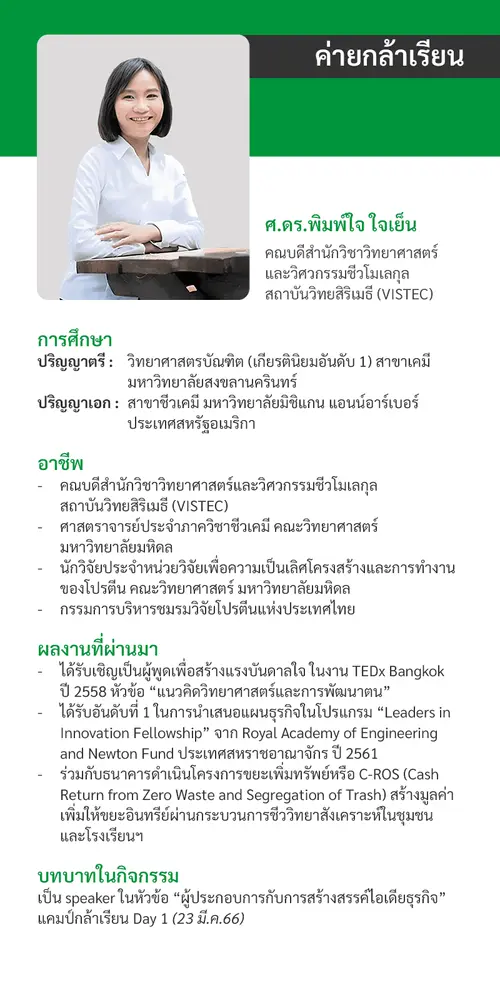 ค่ายกล้าเรียน
ศ.ดร.พิมพ์ใจ ใจเย็น
คณบดีสำนักวิชาวิทยาศาสตร์
และวิศวกรรมชีวโมเลกุล
สถาบันวิทยสิริเมธี (VISTEC)
การศึกษา
ปริญญาตรี : วิทยาศาสตรบัณฑิต (เกียรตินิยมอันดับ 1) สาขาเคมี
มหาวิทยาลัยสงขลานครินทร์
ปริญญาเอก : สาขาชีวเคมี มหาวิทยาลัยมิชิแกน แอนน์อาร์เบอร์
ประเทศสหรัฐอเมริกา
อาชีพ
- คณบดีสำนักวิชาวิทยาศาสตร์และวิศวกรรมชีวโมเลกุล
สถาบันวิทยสิริเมธี (VISTEC)
- ศาสตราจารย์ประจำภาควิชาชีวเคมี คณะวิทยาศาสตร์
มหาวิทยาลัยมหิดล
- นักวิจัยประจำหน่วยวิจัยเพื่อความเป็นเลิศโครงสร้างและการทำงาน
ของโปรตีน คณะวิทยาศาสตร์ มหาวิทยาลัยมหิดล
- กรรมการบริหารชมรมวิจัยโปรตีนแห่งประเทศไทย
ผลงานที่ผ่านมา
- ได้รับเชิญเป็นผู้พูดเพื่อสร้างแรงบันดาลใจ ในงาน TEDx Bangkok
ปี 2558 หัวข้อ “แนวคิดวิทยาศาสตร์และการพัฒนาตน”
- ได้รับอันดับที่ 1 ในการนำเสนอแผนธุรกิจในโปรแกรม “Leaders in
Innovation Fellowship” จาก Royal Academy of Engineering
and Newton Fund ประเทศสหราชอาณาจักร ปี 2561
- ร่วมกับธนาคารดำเนินโครงการขยะเพิ่มทรัพย์หรือ C-ROS (Cash
Return from Zero Waste and Segregation of Trash) สร้างมูลค่า
เพิ่มให้ขยะอินทรีย์ผ่านกระบวนการชีววิทยาสังเคราะห์ในชุมชน
และโรงเรียนฯ
บทบาทในกิจกรรม
เป็น speaker ในหัวข้อ “ผู้ประกอบการกับการสร้างสรรค์ไอเดียธุรกิจ”
แคมป์กล้าเรียน Day 1 (23 มี.ค.66)